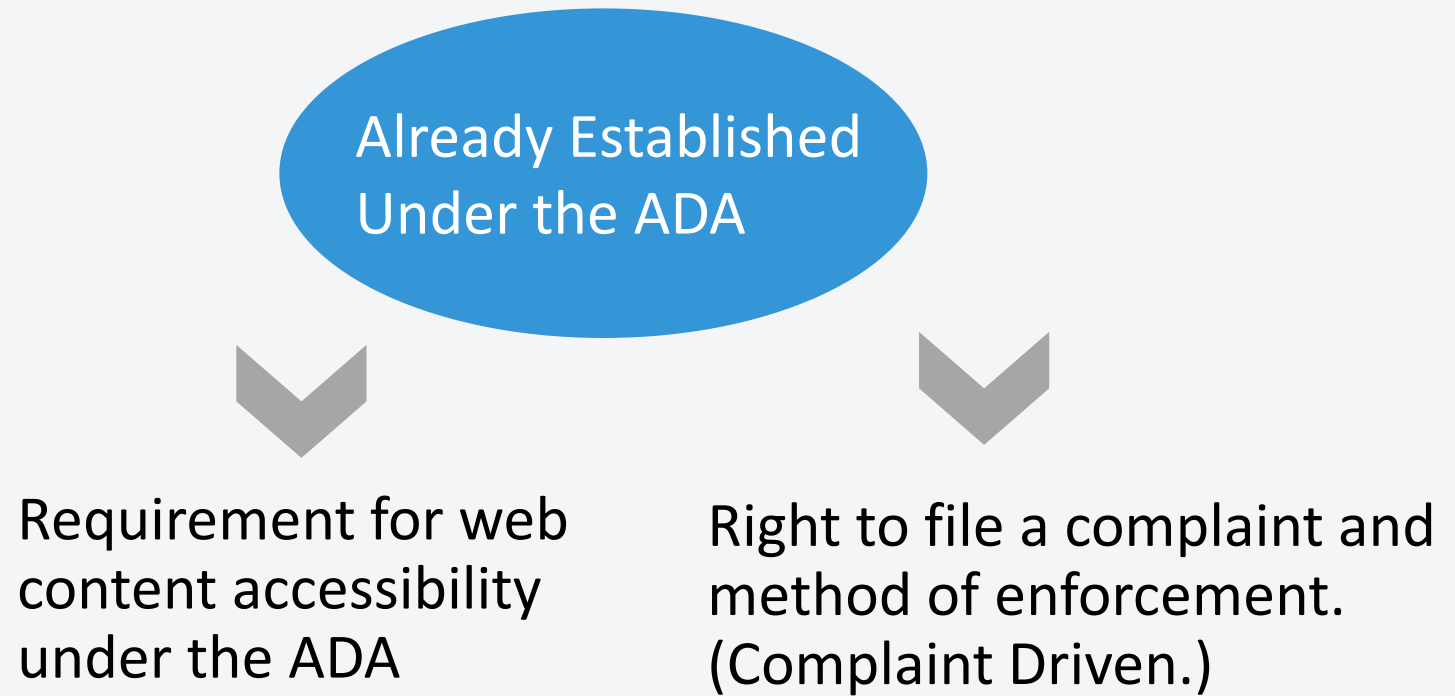 Already Established
Under the ADA
Requirement for web
content accessibility
under the ADA
Right to file a complaint and
method of enforcement.
(Complaint Driven.)